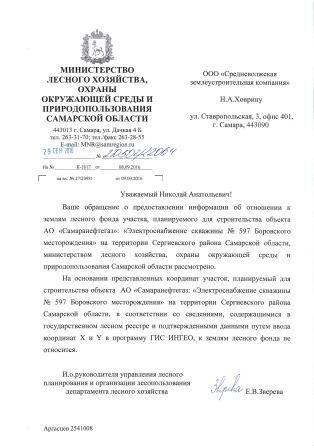 МИНИСТЕРСТВО
ЛЕСНОГО ХОЗЯЙСТВА,
ОХРАНЫ
ОКРУЖАЮЩЕЙ СРЕДЫ И
ПРИРОДОПОЛЬЗОВАНИЯ
САМАРСКОЙ ОБЛАСТИ
443013 г. Самара, ул. Дачная 4 Б
тел. 263-31-70; факс: 263-28-55
E-mail: MNR@samregion.ru
29 СЕН 2016 №
На № К-1017 от 08.09.2016
вх.№ 27/20950 от 09.09.2016
ООО «Средневолжская
землеустроительная компания»
Н.А.Ховрину
ул. Ставропольская, 3, офис 401,
г. Самара, 443090
Уважаемый Николай Анатольевич!
Ваше обращение о предоставлении информации об отношении к
землям лесного фонда участка, планируемого для строительства объекта
АО «Самаранефтегаз»: «Электроснабжение скважины № 597 Боровского
месторождения» на территории Сергиевского района Самарской области,
министерством лесного хозяйства, охраны окружающей среды и
природопользования Самарской области рассмотрено.
На основании представленных координат участок, планируемый для
строительства объекта АО «Самаранефтегаз: «Электроснабжение скважины
№ 597 Боровского месторождения» на территории Сергиевского района
Самарской области, в соответствии со сведениями, содержащимися в
государственном лесном реестре и подтвержденными данными путем ввода
координат X и Y в программу ГИС ИНГЕО, к землям лесного фонда не
относится.
И.о.руководителя управления лесного
планирования и организации лесопользования
департамента лесного хозяйства
Е.В.Зверева
Аргасцев 2541008